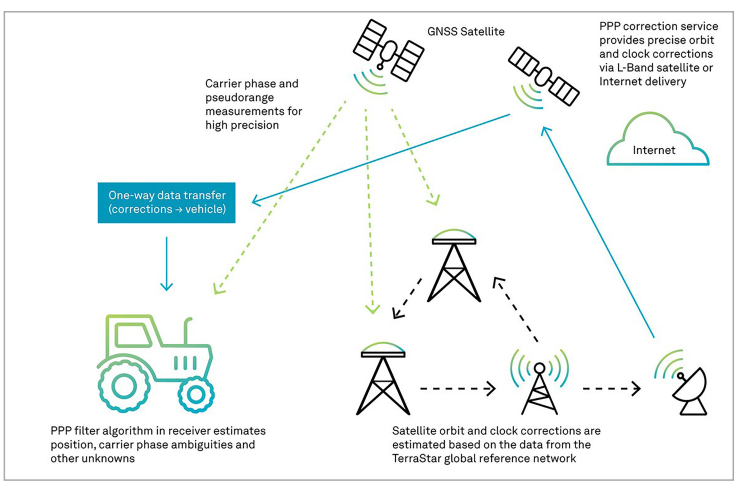 GNSS Satellite
PPP correction service
provides precise orbit
and clock corrections
via L-Band satellite or
Internet delivery
Carrier phase and
pseudorange
measurements for
high precision
Internet
One-way data transfer
(corrections → vehicle)
PPP filter algorithm in receiver estimates
position, carrier phase ambiguities and
other unknowns
Satellite orbit and clock corrections are
estimated based on the data from the
TerraStar global reference network